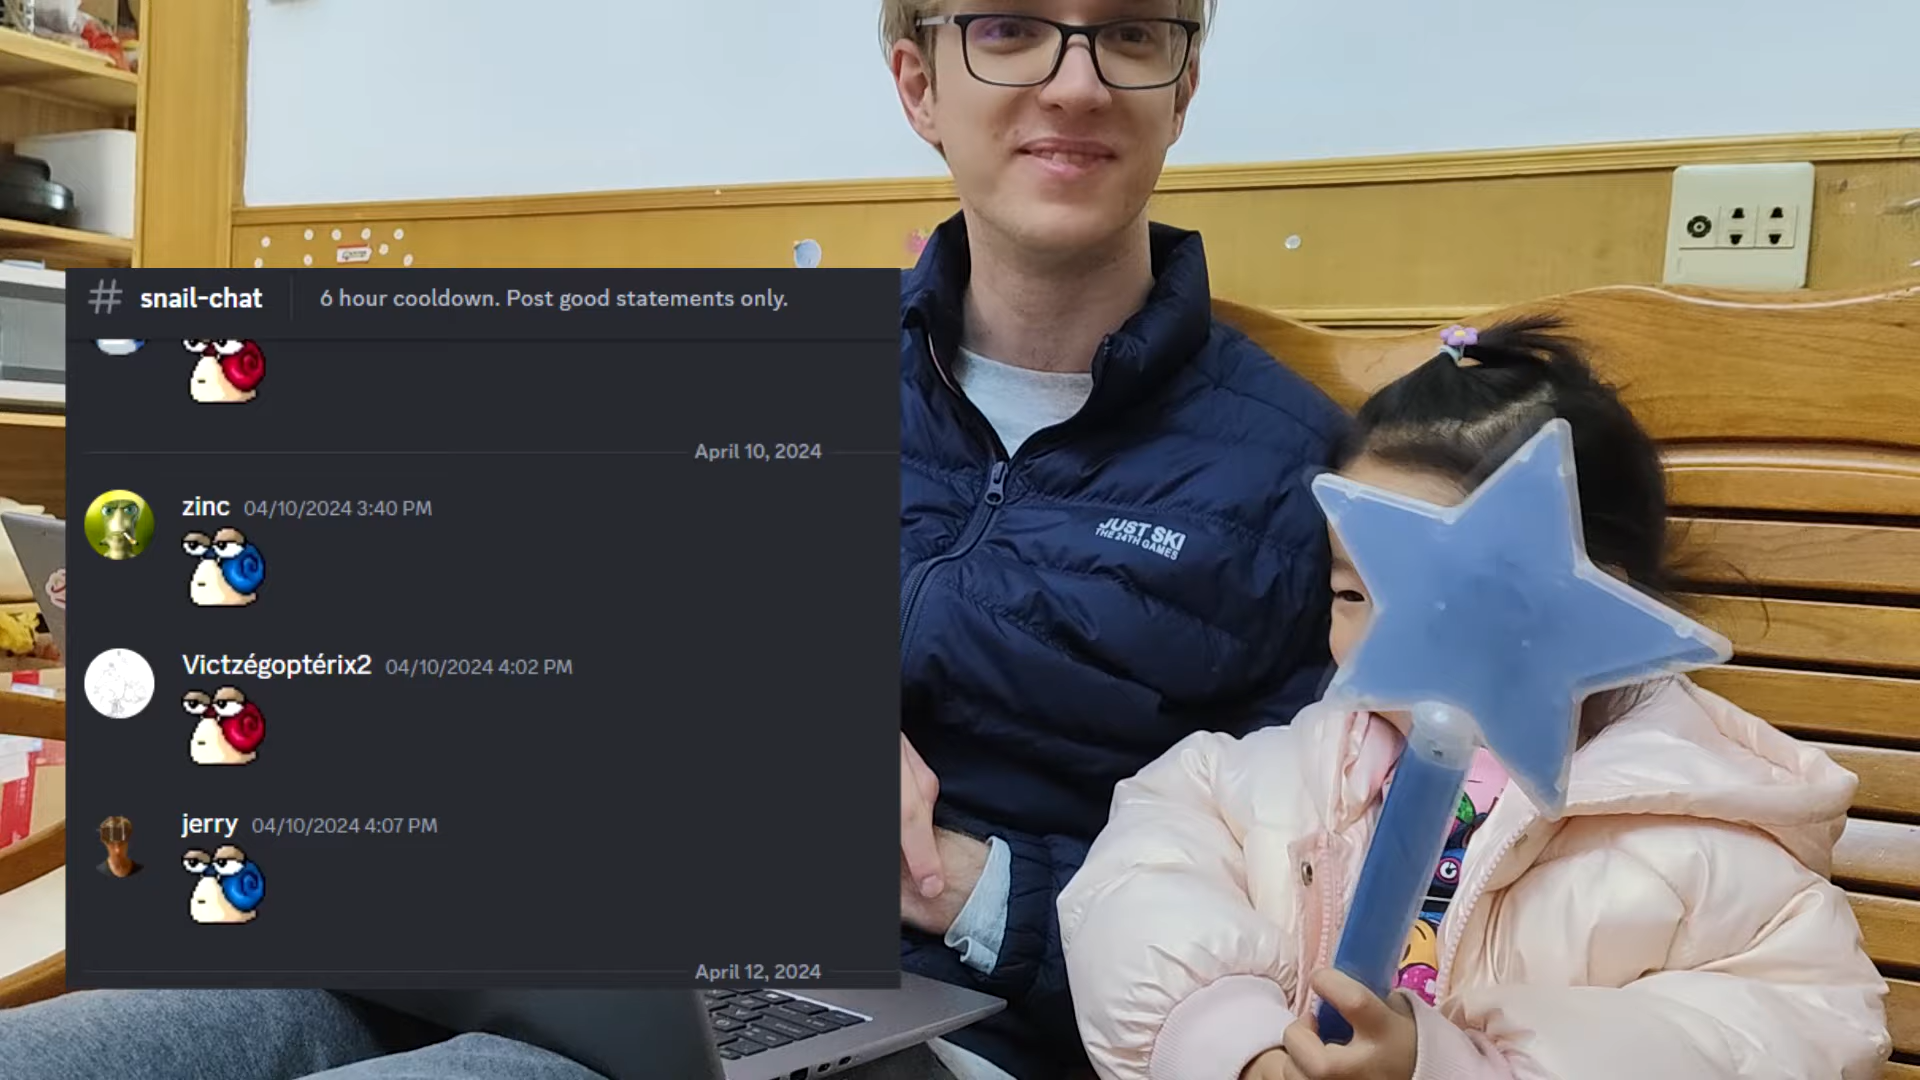 # snail-chat
6 hour cooldown. Post good statements only.
April 10, 2024
zinc 04/10/2024 3:40 PM
Victzégoptérix2 04/10/2024 4:02 PM
jerry 04/10/2024 4:07 PM
April 12, 2024
JUST SKI
THE 24TH GAMES